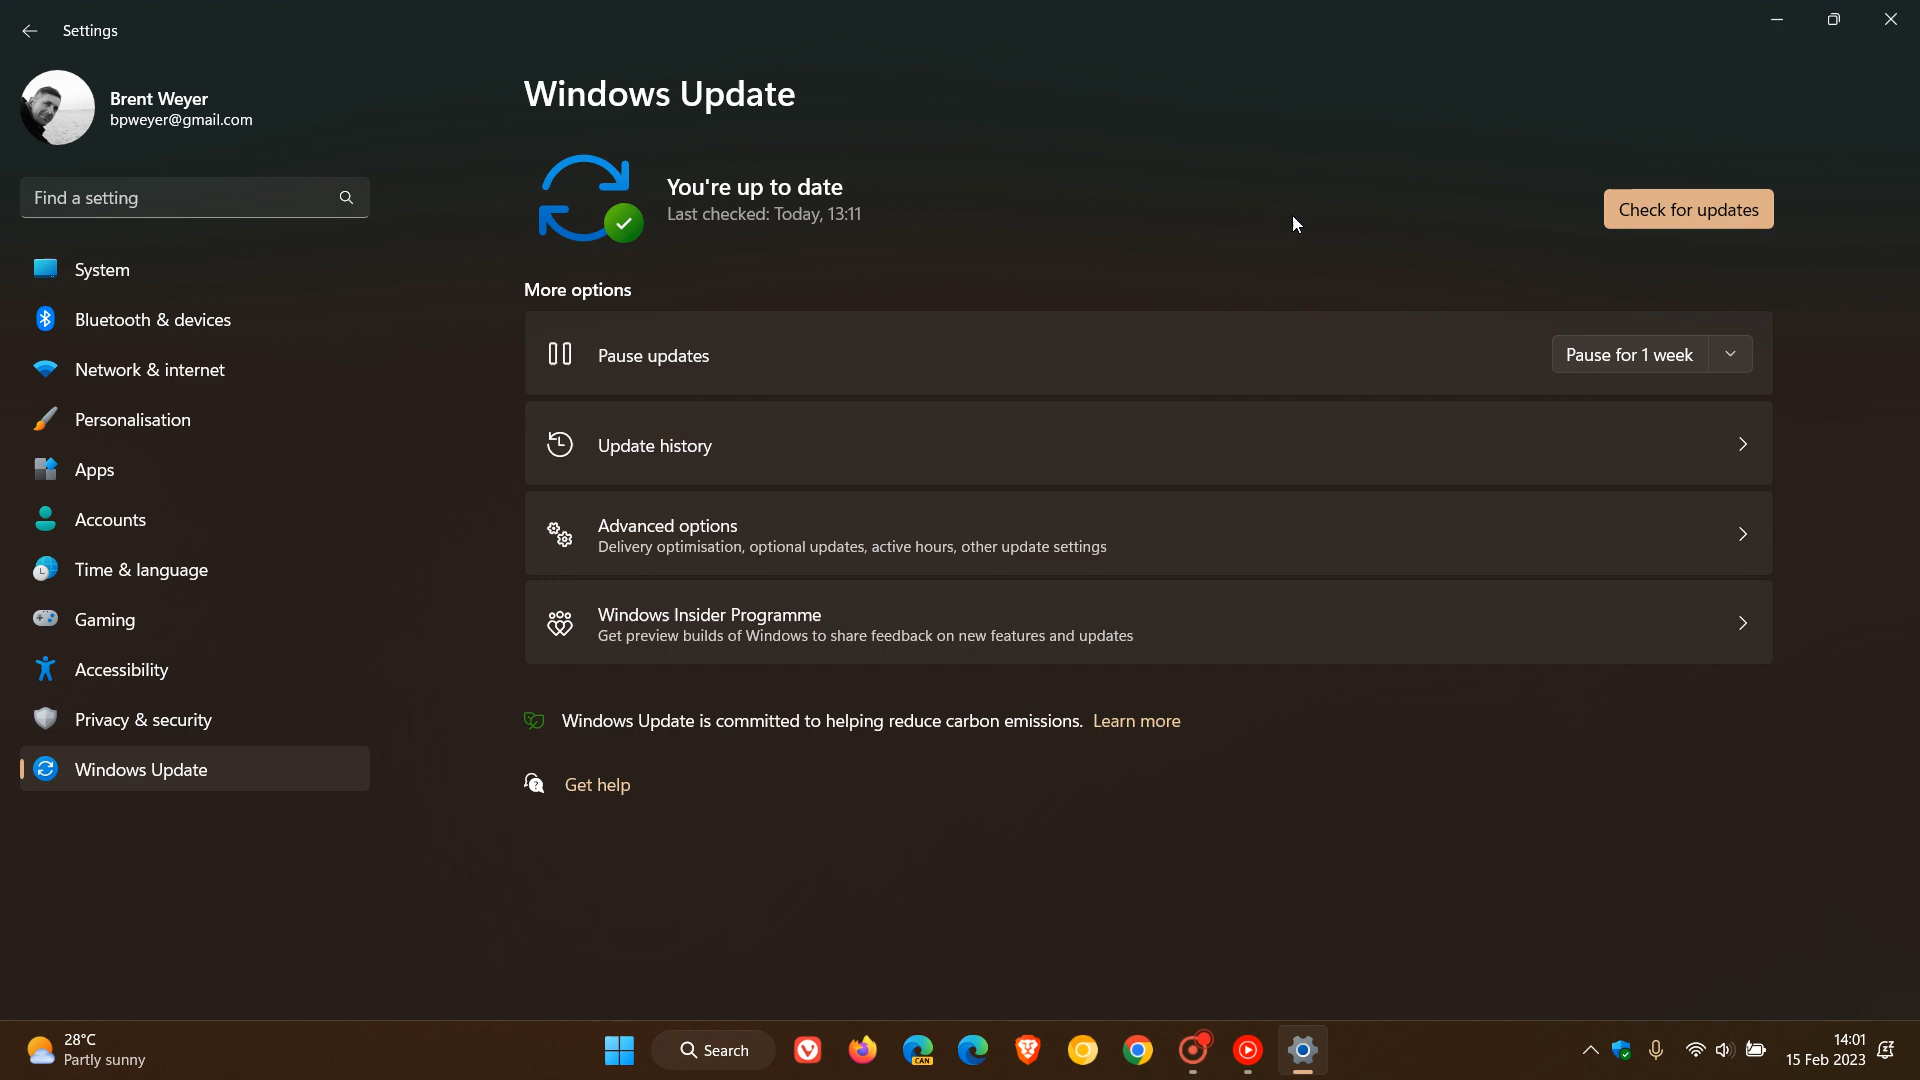 Settings
Brent Weyer
bpweyer@gmail.com
Find a setting
System
Bluetooth & devices
Network & internet
Personalisation
Apps
Accounts
Time & language
Gaming
Accessibility
Privacy & security
Windows Update
Windows Update
You're up to date
Last checked: Today, 13:11
Check for updates
More options
Pause updates
Pause for 1 week
Update history
Advanced options
Delivery optimisation, optional updates, active hours, other update settings
Windows Insider Programme
Get preview builds of Windows to share feedback on new features and updates
Windows Update is committed to helping reduce carbon emissions. Learn more
Get help
28°C
Partly sunny
Search
CAN
14:01
15 Feb 2023